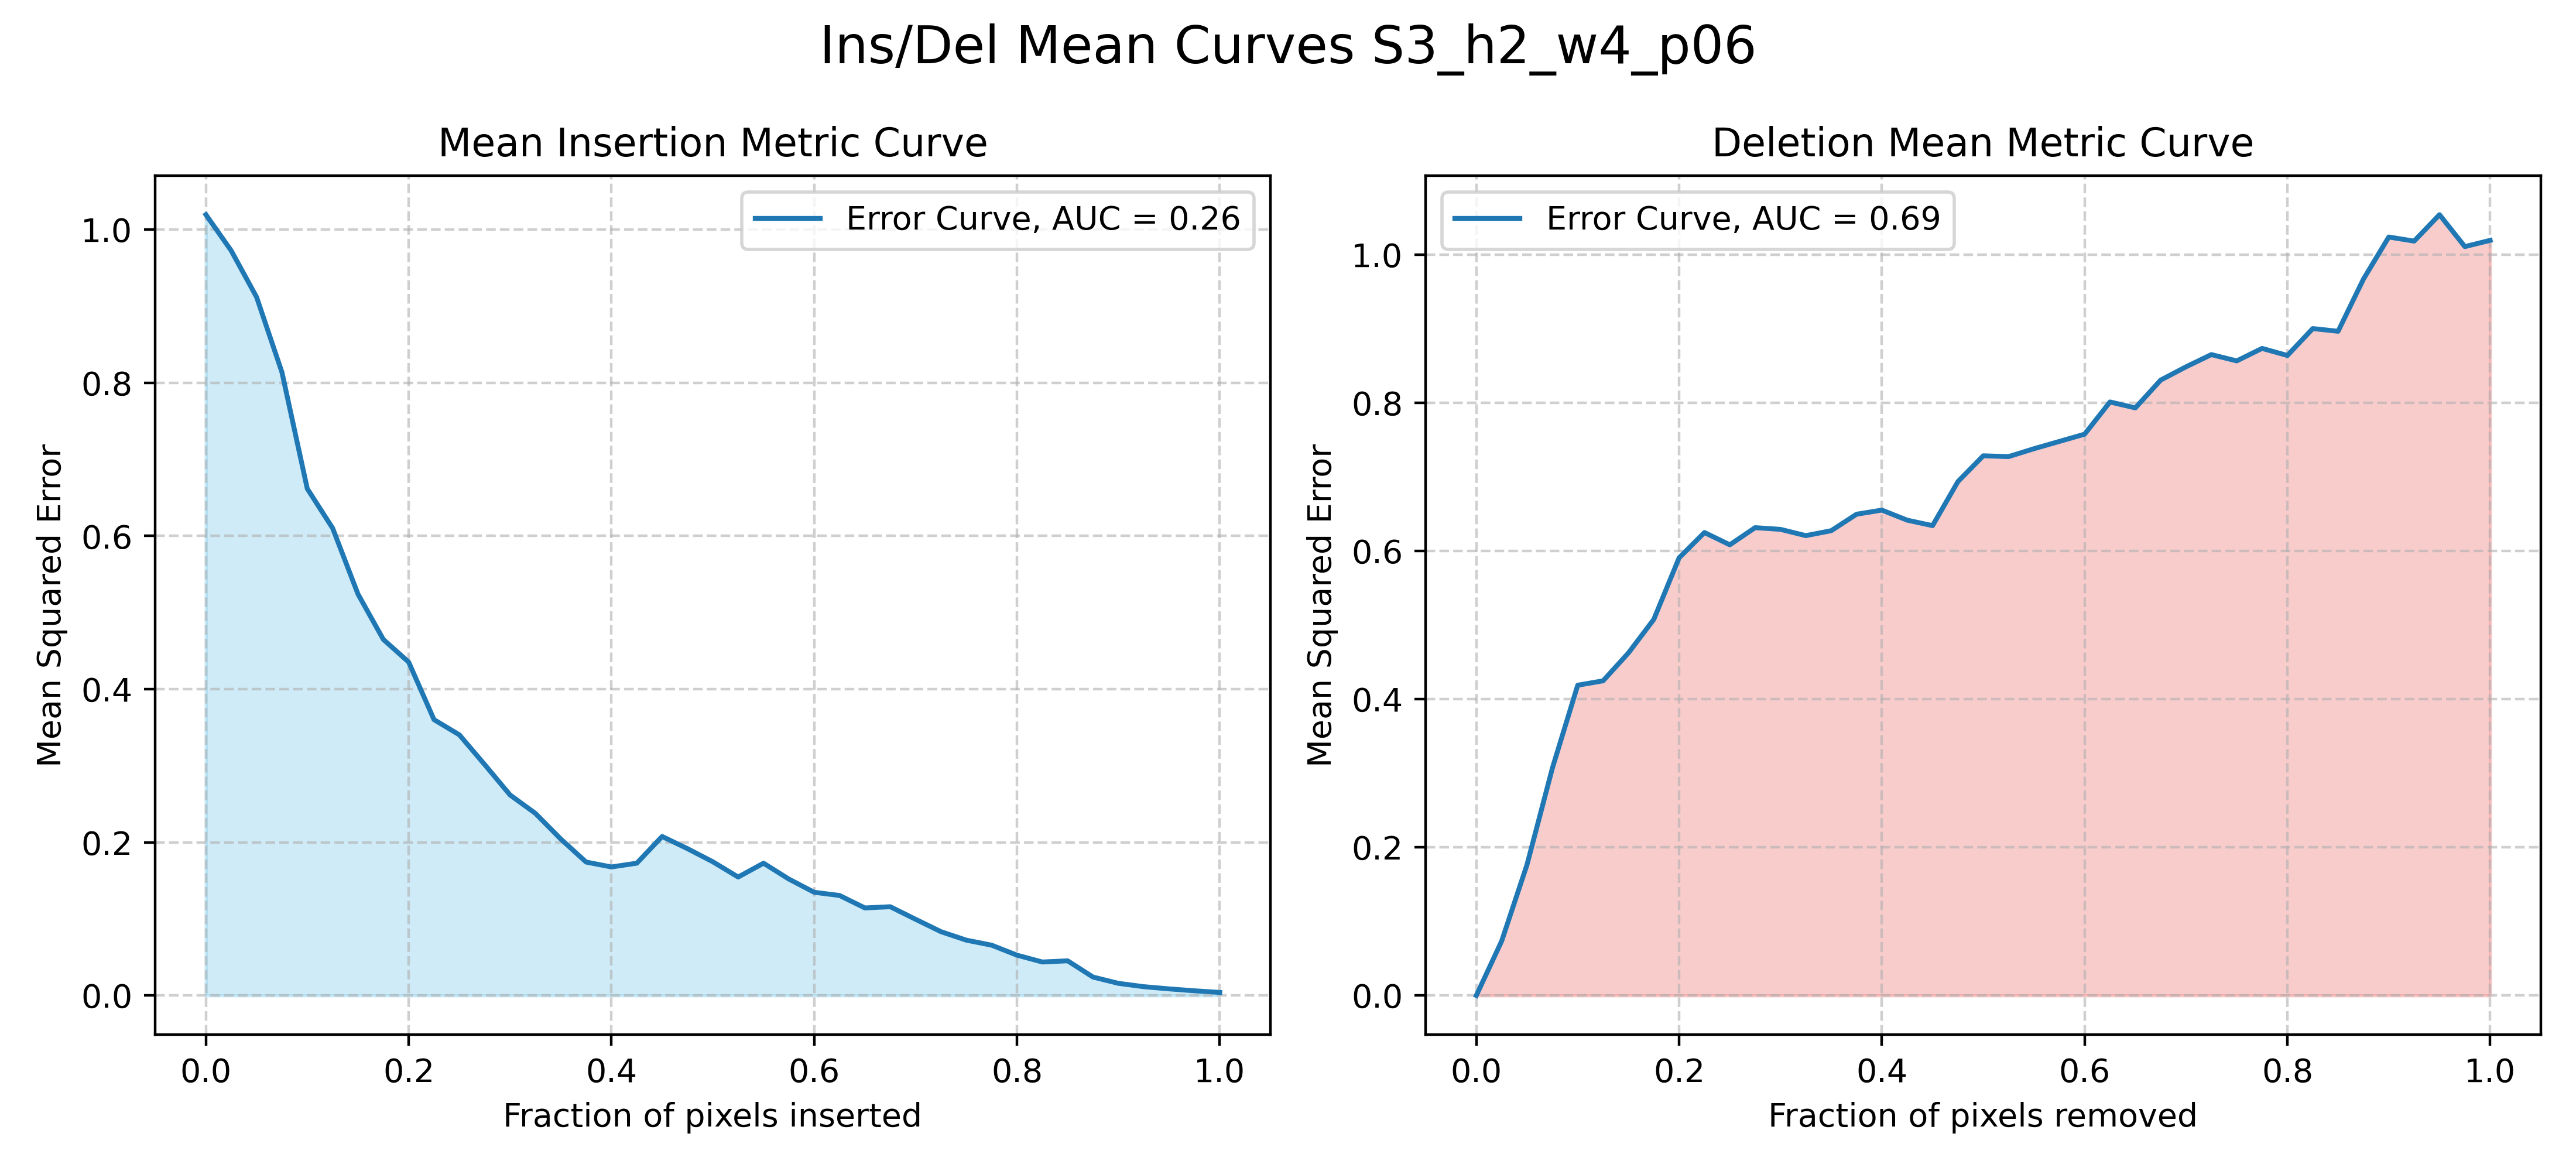 Ins/Del Mean Curves S3_h2_w4_p06
Mean Insertion Metric Curve
Error Curve, AUC = 0.26
Mean Squared Error
1.0
0.8
0.6
0.4
0.2
0.0
0.0 0.2 0.4 0.6 0.8 1.0
Fraction of pixels inserted
Deletion Mean Metric Curve
Error Curve, AUC = 0.69
Mean Squared Error
1.0
0.8
0.6
0.4
0.2
0.0
0.0 0.2 0.4 0.6 0.8 1.0
Fraction of pixels removed